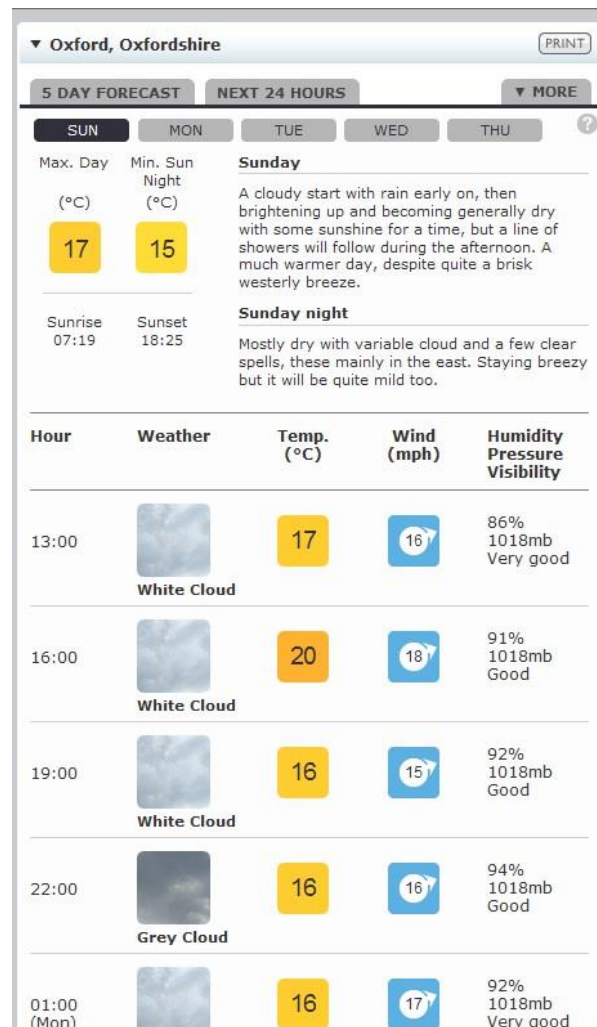 ▼ Oxford, Oxfordshire
PRINT
5 DAY FORECAST
NEXT 24 HOURS
▼ MORE
SUN
MON
TUE
WED
THU
?
Max. Day
(°C)
17
Min. Sun
Night
(°C)
15
Sunrise
07:19
Sunset
18:25
Sunday
A cloudy start with rain early on, then
brightening up and becoming generally dry
with some sunshine for a time, but a line of
showers will follow during the afternoon. A
much warmer day, despite quite a brisk
westerly breeze.
Sunday night
Mostly dry with variable cloud and a few clear
spells, these mainly in the east. Staying breezy
but it will be quite mild too.
Hour
Weather
Temp.
(°C)
Wind
(mph)
Humidity
Pressure
Visibility
13:00
White Cloud
17
16
86%
1018mb
Very good
16:00
White Cloud
20
18
91%
1018mb
Good
19:00
White Cloud
16
15
92%
1018mb
Good
22:00
Grey Cloud
16
16
94%
1018mb
Good
01:00
(Mon)
16
17
92%
1018mb
Very good